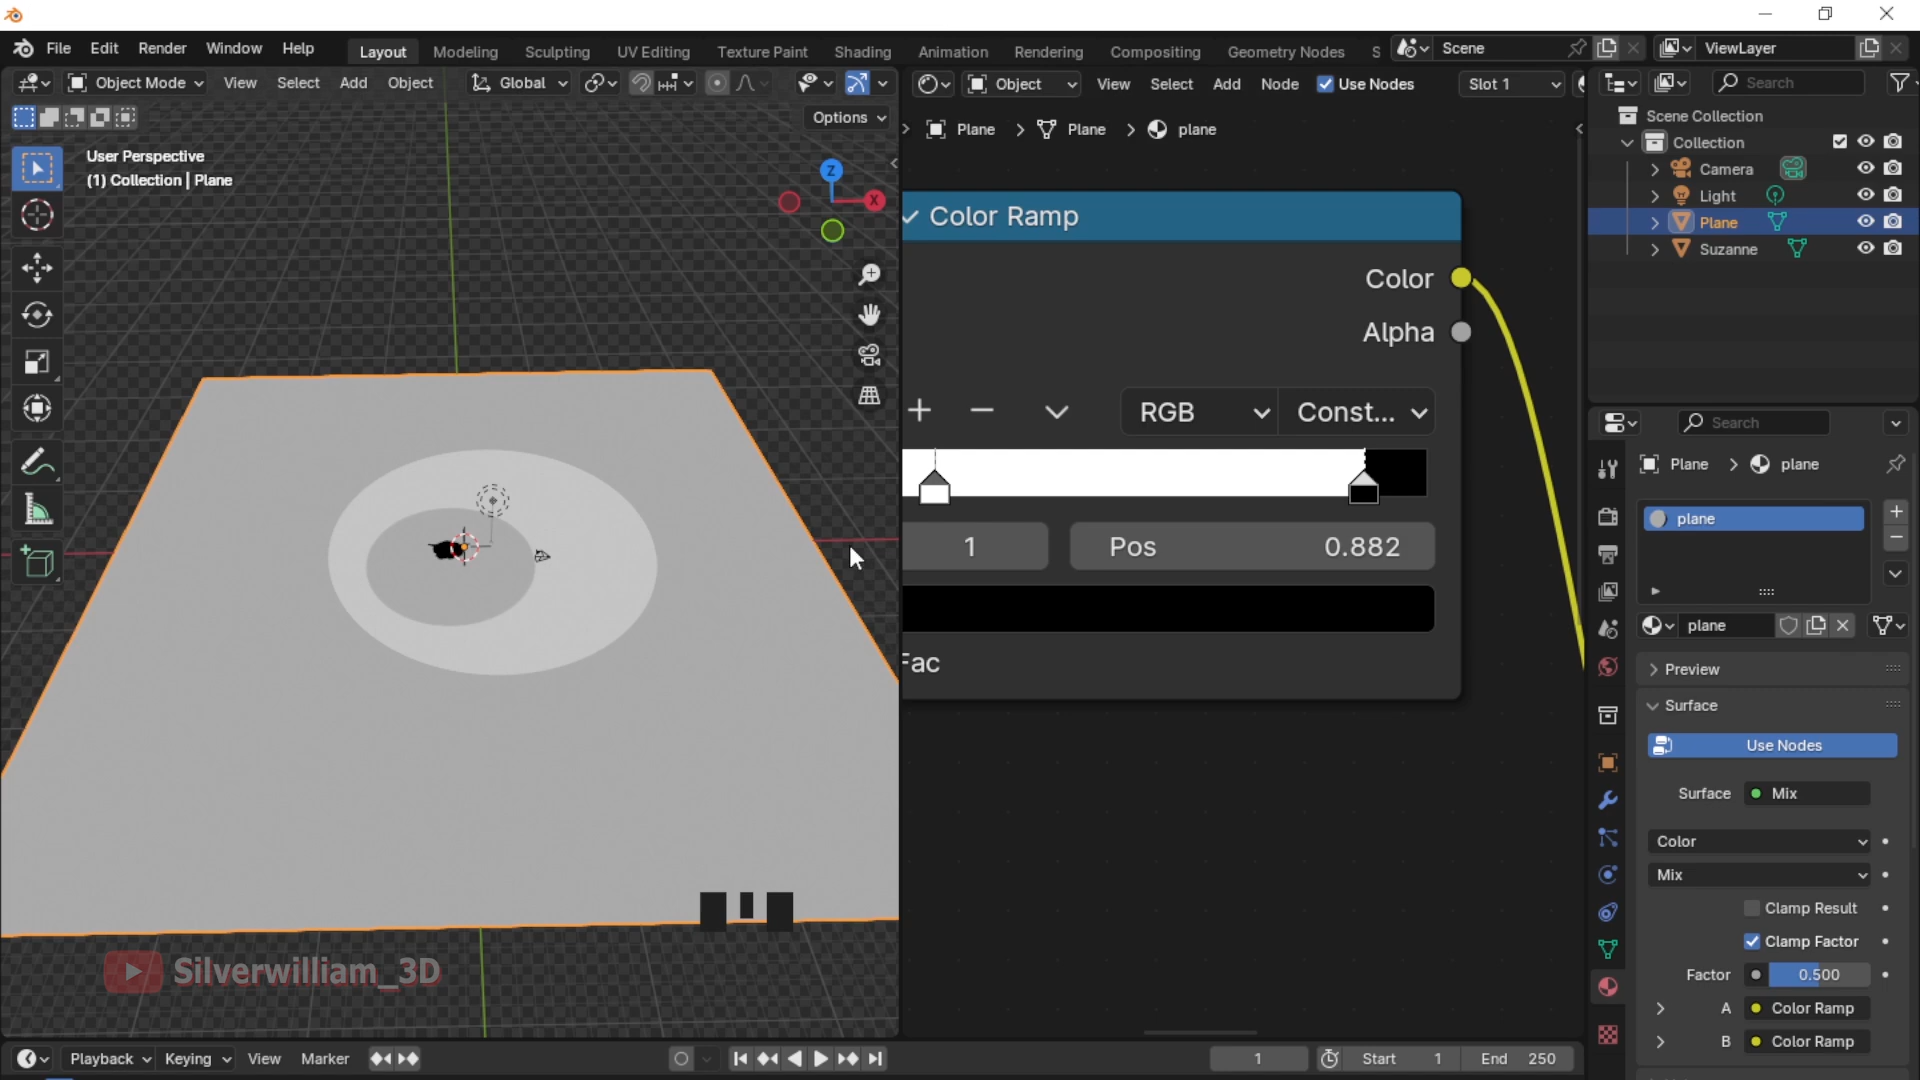 File Edit Render Window Help Layout Modeling Sculpting UV Editing Texture Paint Shading Animation Rendering Compositing Geometry Nodes S Scene ViewLayer
Object Mode View Select Add Object Global Object View Select Add Node Use Nodes Slot 1 Search
Options
User Perspective
(1) Collection | Plane
Z
X
Plane Plane plane
Color Ramp
Color
Alpha
RGB Const...
1 Pos 0.882
Fac
Scene Collection
Collection
Camera
Light
Plane
Suzanne
Search
Plane plane
plane
plane
Preview
Surface
Use Nodes
Surface Mix
Color
Mix
Clamp Result
Clamp Factor
Factor 0.500
A Color Ramp
B Color Ramp
Silverwilliam_3D
Playback Keying View Marker 1 Start 1 End 250